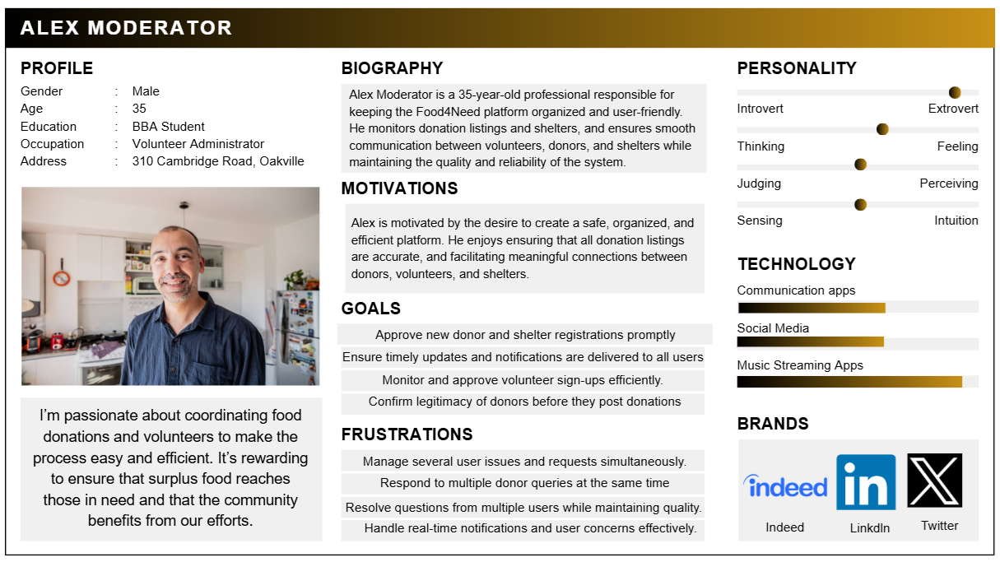 ALEX MODERATOR
PROFILE
Gender : Male
Age : 35
Education : BBA Student
Occupation : Volunteer Administrator
Address : 310 Cambridge Road, Oakville
I'm passionate about coordinating food
donations and volunteers to make the
process easy and efficient. It's rewarding
to ensure that surplus food reaches
those in need and that the community
benefits from our efforts.
BIOGRAPHY
Alex Moderator is a 35-year-old professional responsible for
keeping the Food4Need platform organized and user-friendly.
He monitors donation listings and shelters, and ensures smooth
communication between volunteers, donors, and shelters while
maintaining the quality and reliability of the system.
MOTIVATIONS
Alex is motivated by the desire to create a safe, organized, and
efficient platform. He enjoys ensuring that all donation listings
are accurate, and facilitating meaningful connections between
donors, volunteers, and shelters.
GOALS
Approve new donor and shelter registrations promptly
Ensure timely updates and notifications are delivered to all users
Monitor and approve volunteer sign-ups efficiently.
Confirm legitimacy of donors before they post donations
FRUSTRATIONS
Manage several user issues and requests simultaneously.
Respond to multiple donor queries at the same time
Resolve questions from multiple users while maintaining quality.
Handle real-time notifications and user concerns effectively.
PERSONALITY
Introvert Extrovert
Thinking Feeling
Judging Perceiving
Sensing Intuition
TECHNOLOGY
Communication apps
Social Media
Music Streaming Apps
BRANDS
indeed in X
Indeed LinkdIn Twitter